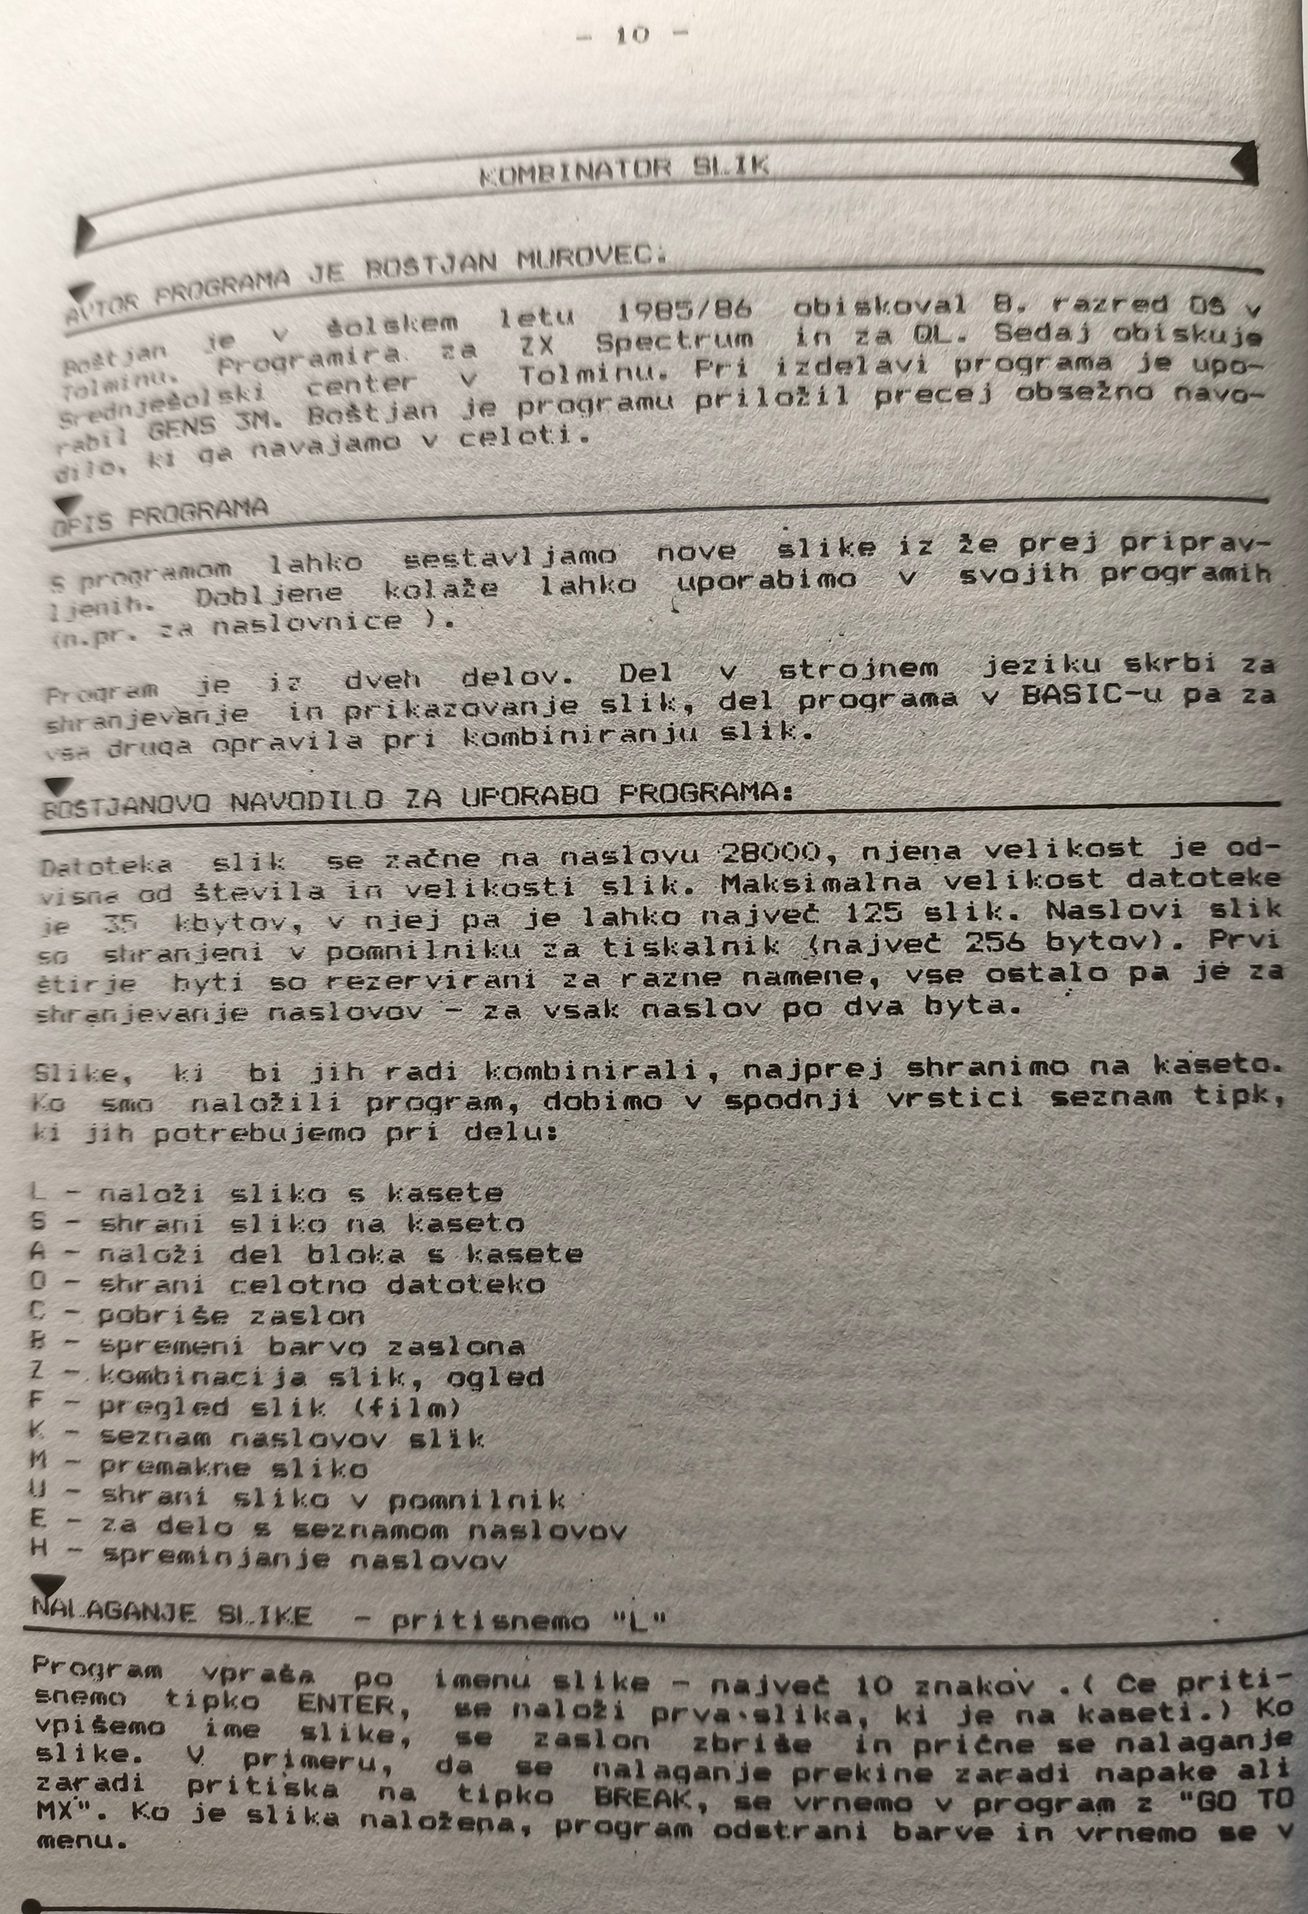 - 10 -
KOMBINATOR SLIK
AVTOR PROGRAMA JE BOŠTJAN MUROVEC:
Boštjan je v šolskem letu 1985/86 obiskoval 8. razred OŠ v
Tolminu. Programira za ZX Spectrum in za QL. Sedaj obiskuje
Srednješolski center v Tolminu. Pri izdelavi programa je upo-
rabil GENS 3M. Boštjan je programu priložil precej obsežno navo-
dilo, ki ga navajamo v celoti.
OPIS PROGRAMA
S programom lahko sestavljamo nove slike iz že prej priprav-
ljenih. Dobljene kolaže lahko uporabimo v svojih programih
(n.pr. za naslovnice ).
Program je iz dveh delov. Del v strojnem jeziku skrbi za
shranjevanje in prikazovanje slik, del programa v BASIC-u pa za
vsa druga opravila pri kombiniranju slik.
BOŠTJANOVO NAVODILO ZA UPORABO PROGRAMA:
Datoteka slik se začne na naslovu 28000, njena velikost je od-
visna od števila in velikosti slik. Maksimalna velikost datoteke
je 35 kbytov, v njej pa je lahko največ 125 slik. Naslovi slik
so shranjeni v pomnilniku za tiskalnik (največ 256 bytov). Prvi
štirje byti so rezervirani za razne namene, vse ostalo pa je za
shranjevanje naslovov - za vsak naslov po dva byta.
Slike, ki bi jih radi kombinirali, najprej shranimo na kaseto.
Ko smo naložili program, dobimo v spodnji vrstici seznam tipk,
ki jih potrebujemo pri delu:
L - naloži sliko s kasete
S - shrani sliko na kaseto
A - naloži del bloka s kasete
O - shrani celotno datoteko
C - pobriše zaslon
B - spremeni barvo zaslona
Z - kombinacija slik, ogled
F - pregled slik (film)
K - seznam naslovov slik
M - premakne sliko
U - shrani sliko v pomnilnik
E - za delo s seznamom naslovov
H - spreminjanje naslovov
NALAGANJE SLIKE - pritisnemo "L"
Program vpraša po imenu slike - največ 10 znakov .( Če priti-
snemo tipko ENTER, se naloži prva slika, ki je na kaseti.) Ko
vpišemo ime slike, se zaslon zbriše in prične se nalaganje
slike. V primeru, da se nalaganje prekine zaradi napake ali
zaradi pritiska na tipko BREAK, se vrnemo v program z "GO TO
MX". Ko je slika naložena, program odstrani barve in vrnemo se v
menu.